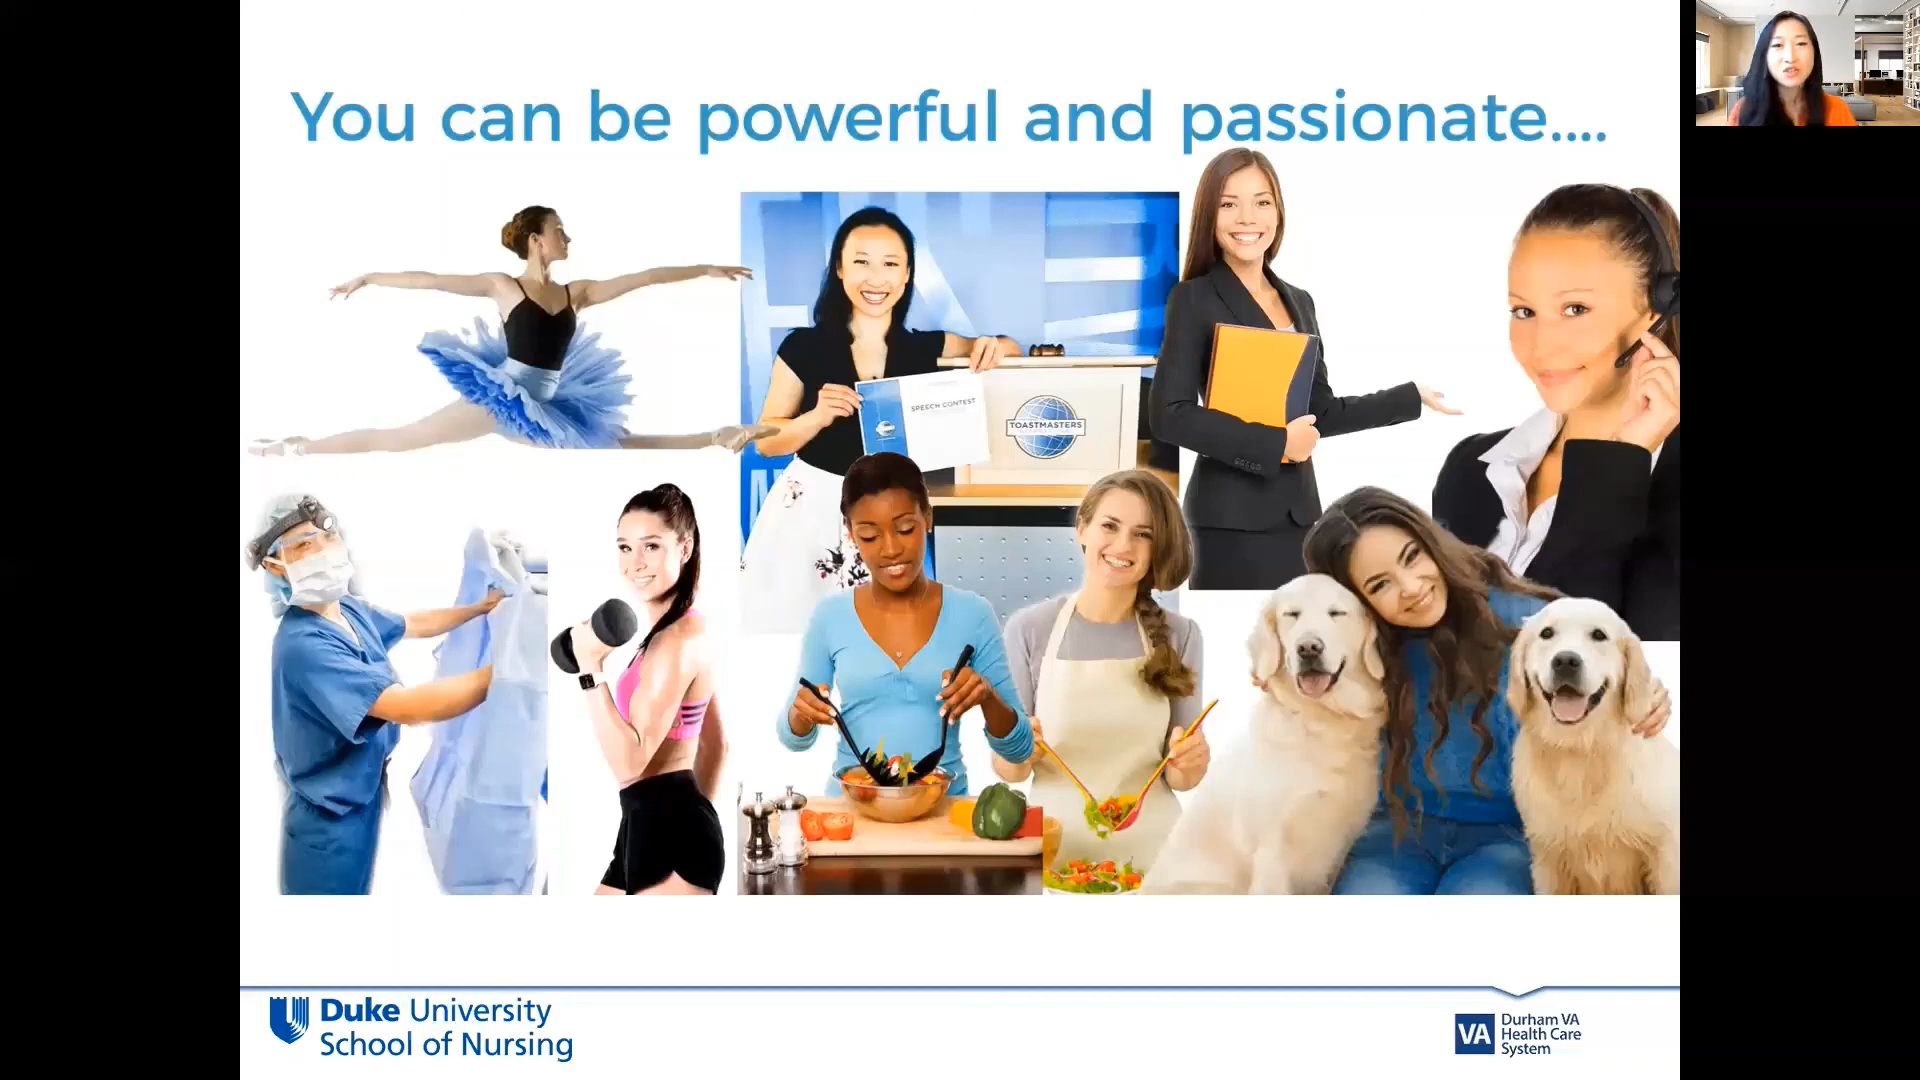 You can be powerful and passionate....
SPEECH CONTEST
TOASTMASTERS
Duke University
School of Nursing
VA
Durham VA
Health Care
System